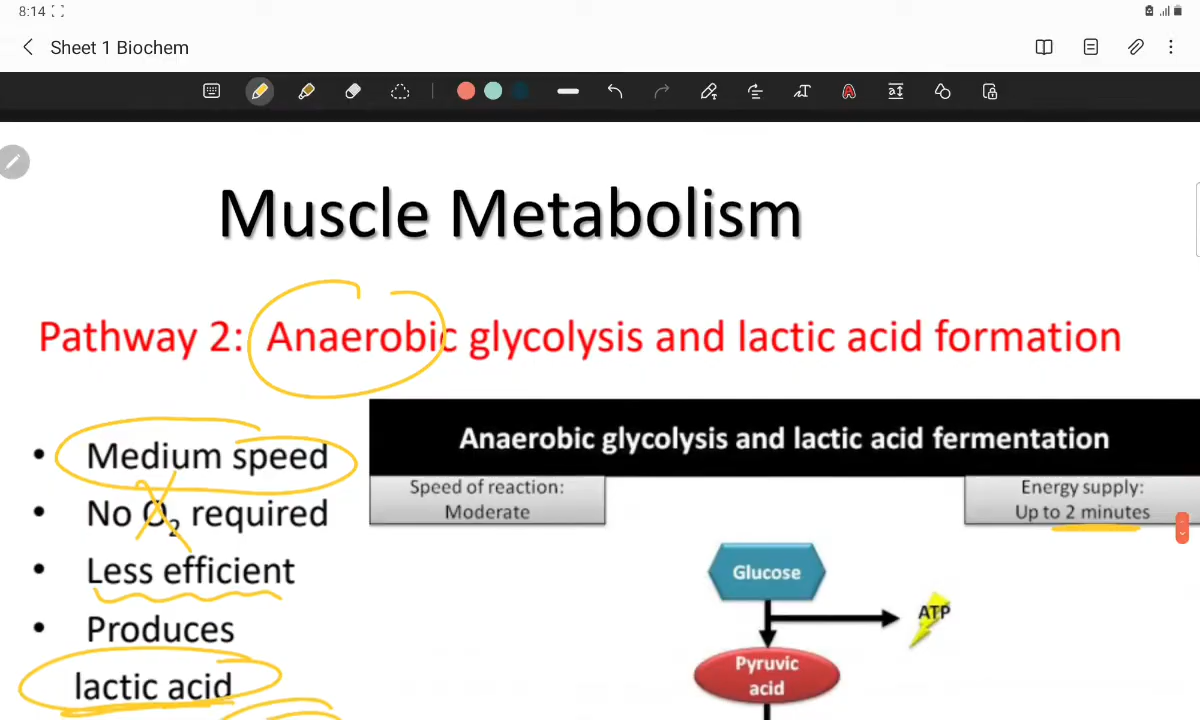 8:14
Sheet 1 Biochem
Muscle Metabolism
Pathway 2: Anaerobic glycolysis and lactic acid formation
• Medium speed
• No O₂ required
• Less efficient
• Produces
lactic acid
Anaerobic glycolysis and lactic acid fermentation
Speed of reaction:
Moderate
Energy supply:
Up to 2 minutes
Glucose
ATP
Pyruvic
acid